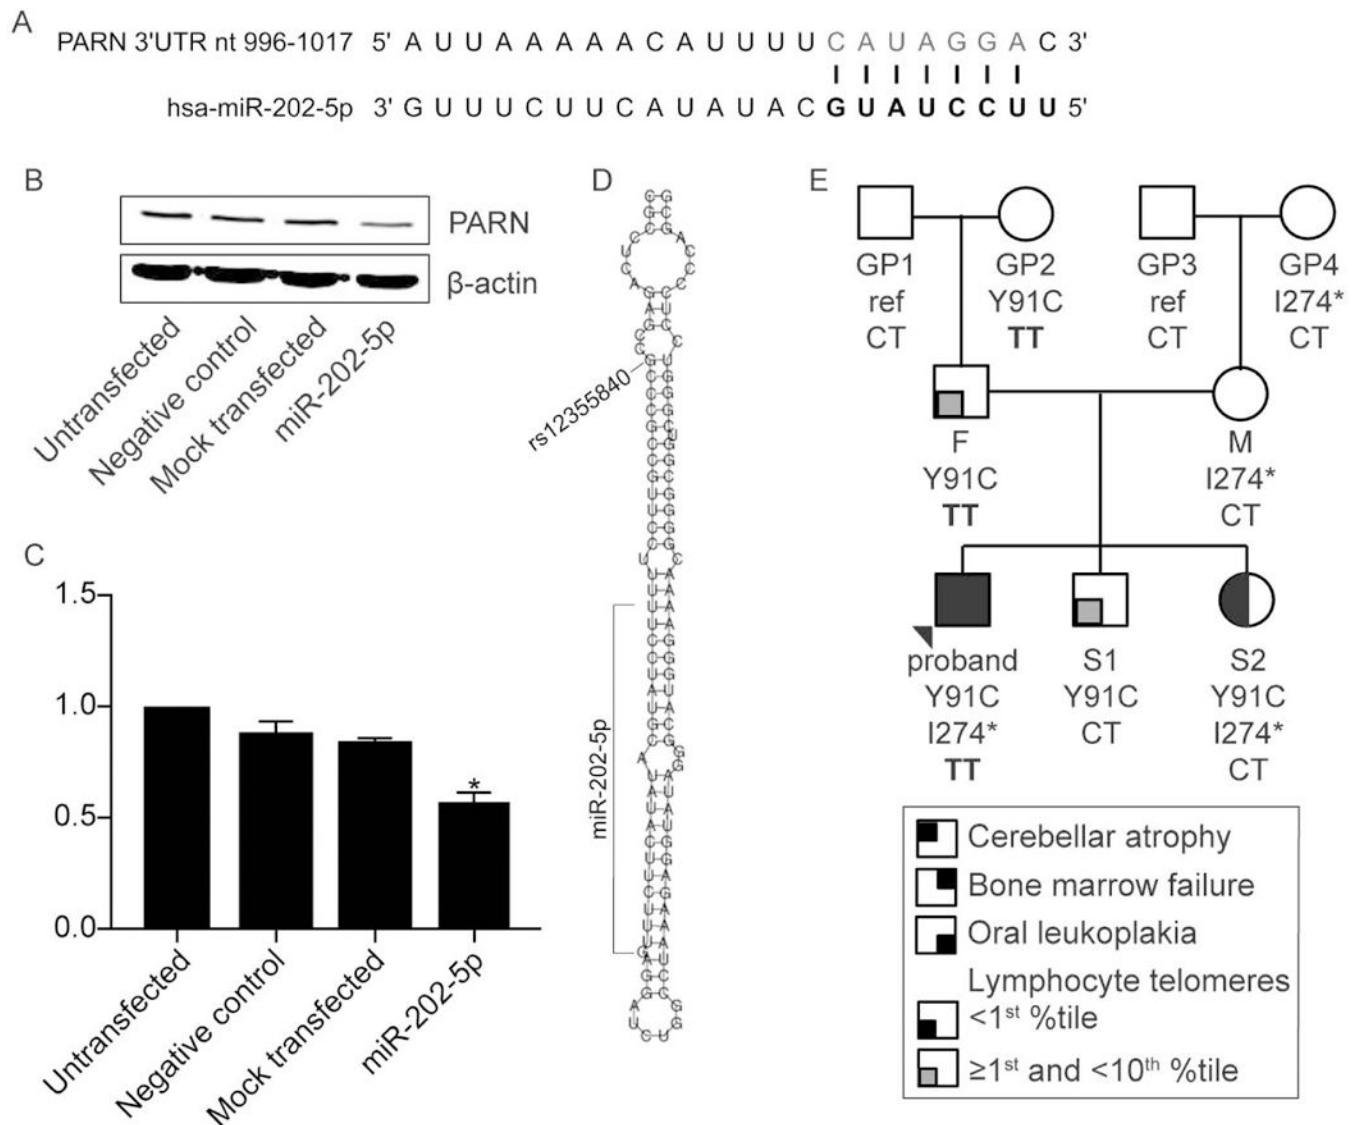 A
PARN 3'UTR nt 996-1017 5' A U U A A A A A C A U U U U C A U A G G A C 3'
hsa-miR-202-5p 3' G U U U C U U C A U A U A C G U A U C C U U 5'
B
PARN
β-actin
Untransfected
Negative control
Mock transfected
miR-202-5p
C
1.5
1.0
0.5
0.0
*
Untransfected
Negative control
Mock transfected
miR-202-5p
D
rs12355840
miR-202-5p
E
GP1 GP2 GP3 GP4
ref Y91C ref I274*
CT TT CT CT
F M
Y91C I274*
TT CT
proband S1 S2
Y91C Y91C Y91C
I274* CT I274*
TT CT
Cerebellar atrophy
Bone marrow failure
Oral leukoplakia
Lymphocyte telomeres
<1st %tile
≥1st and <10th %tile